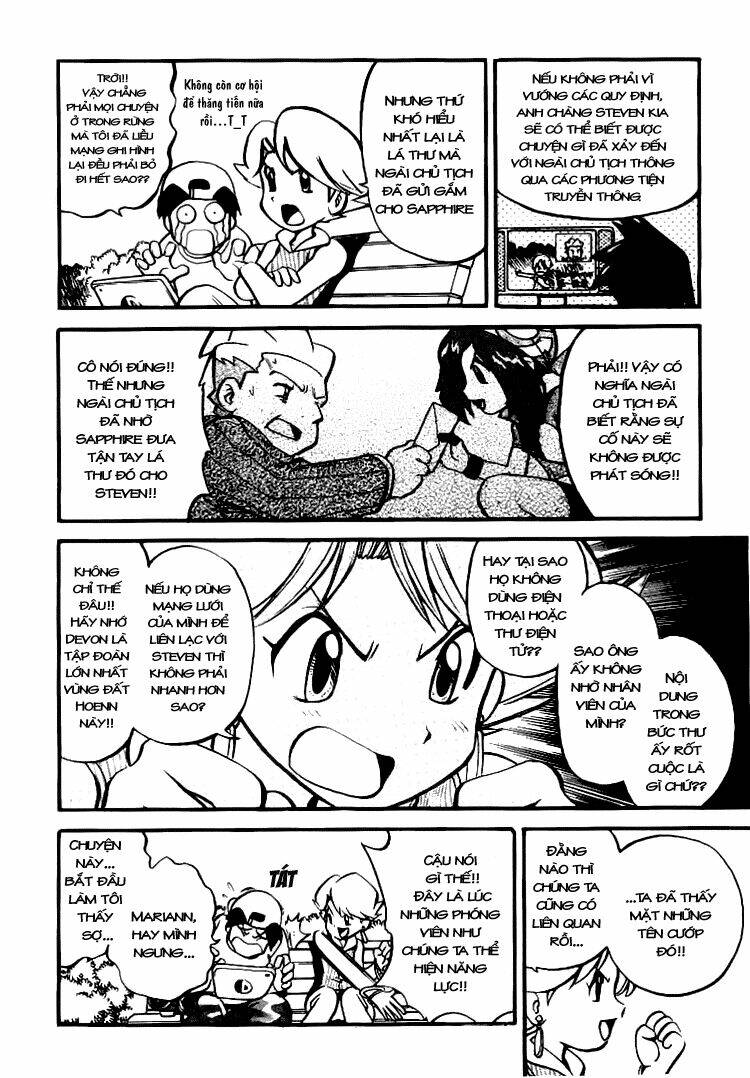 NẾU KHÔNG PHẢI VÌ
VƯỚNG CÁC QUY ĐỊNH,
ANH CHÀNG STEVEN KIA
SẼ CÓ THỂ BIẾT ĐƯỢC
CHUYỆN GÌ ĐÃ XẢY ĐẾN
VỚI NGÀI CHỦ TỊCH THÔNG
QUA CÁC PHƯƠNG TIỆN
TRUYỀN THÔNG.
NHƯNG THỨ
KHÓ HIỂU
NHẤT LẠI LÀ
LÁ THƯ MÀ
NGÀI CHỦ TỊCH
ĐÃ GỬI GẮM
CHO SAPPHIRE
Không còn cơ hội
để thăng tiến nữa
rồi...T_T
TRỜI!!
VẬY CHẲNG
PHẢI MỌI CHUYỆN
Ở TRONG RỪNG
MÀ TÔI ĐÃ LIỀU
MẠNG GHI HÌNH
LẠI ĐỀU PHẢI BỎ
ĐI HẾT SAO??
PHẢI!! VẬY CÓ
NGHĨA NGÀI
CHỦ TỊCH ĐÃ
BIẾT RẰNG SỰ
CỐ NÀY SẼ
KHÔNG ĐƯỢC
PHÁT SÓNG!!
CÔ NÓI ĐÚNG!!
THẾ NHƯNG
NGÀI CHỦ TỊCH
ĐÃ NHỜ
SAPPHIRE ĐƯA
TẬN TAY LÁ
THƯ ĐÓ CHO
STEVEN!!
NỘI
DUNG
TRONG
BỨC THƯ
ẤY RỐT
CUỘC LÀ
GÌ CHỨ??
SAO ÔNG
ẤY KHÔNG
NHỜ NHÂN
VIÊN CỦA
MÌNH?
HAY TẠI SAO
HỌ KHÔNG
DÙNG ĐIỆN
THOẠI HOẶC
THƯ ĐIỆN
TỬ??
NẾU HỌ DÙNG
MẠNG LƯỚI
CỦA MÌNH ĐỂ
LIÊN LẠC VỚI
STEVEN THÌ
KHÔNG PHẢI
NHANH HƠN
SAO?
KHÔNG
CHỈ THẾ
ĐÂU!!
HÃY NHỚ
DEVON LÀ
TẬP ĐOÀN
LỚN NHẤT
VÙNG ĐẤT
HOENN
NÀY!!
...TA ĐÃ THẤY
MẶT NHỮNG
TÊN CƯỚP
ĐÓ!!
ĐẰNG
NÀO THÌ
CHÚNG TA
CŨNG CÓ
LIÊN QUAN
RỒI...
CẬU NÓI
GÌ THẾ!!
ĐÂY LÀ LÚC
NHỮNG PHÓNG
VIÊN NHƯ
CHÚNG TA THỂ
HIỆN NĂNG
LỰC!!
TÁT
MARIANN,
HAY MÌNH
NGƯNG...
CHUYỆN
NÀY...
BẮT ĐẦU
LÀM TÔI
THẤY
SỢ...